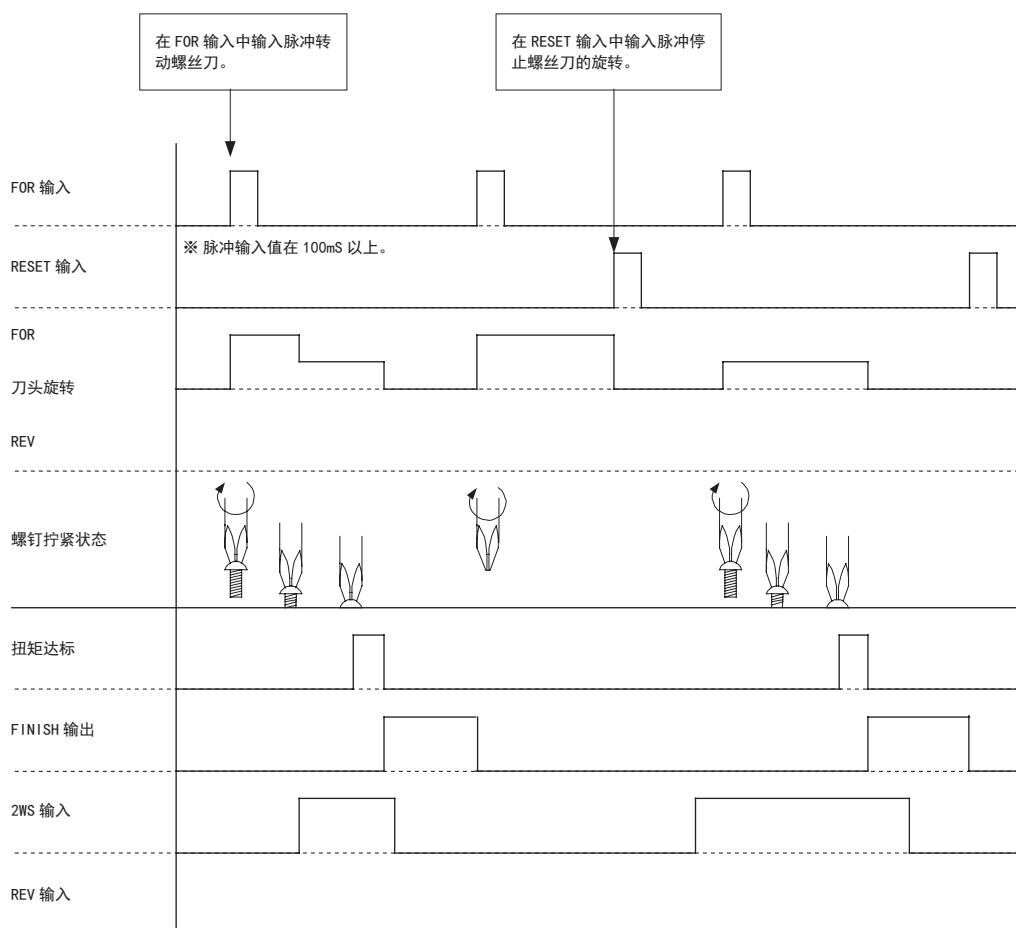 在 FOR 输入中输入脉冲转
动螺丝刀。
在 RESET 输入中输入脉冲停
止螺丝刀的旋转。
FOR 输入
※ 脉冲输入值在 100mS 以上。
RESET 输入
FOR
刀头旋转
REV
螺钉拧紧状态
扭矩达标
FINISH 输出
2WS 输入
REV 输入